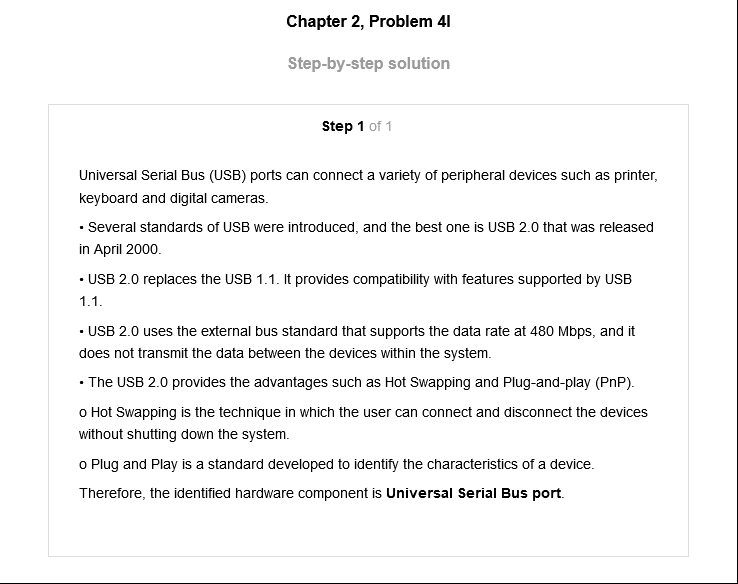 Chapter 2, Problem 4I
Step-by-step solution
Step 1 of 1
Universal Serial Bus (USB) ports can connect a variety of peripheral devices such as printer,
keyboard and digital cameras.
• Several standards of USB were introduced, and the best one is USB 2.0 that was released
in April 2000.
• USB 2.0 replaces the USB 1.1. It provides compatibility with features supported by USB
1.1.
• USB 2.0 uses the external bus standard that supports the data rate at 480 Mbps, and it
does not transmit the data between the devices within the system.
• The USB 2.0 provides the advantages such as Hot Swapping and Plug-and-play (PnP).
o Hot Swapping is the technique in which the user can connect and disconnect the devices
without shutting down the system.
o Plug and Play is a standard developed to identify the characteristics of a device.
Therefore, the identified hardware component is Universal Serial Bus port.